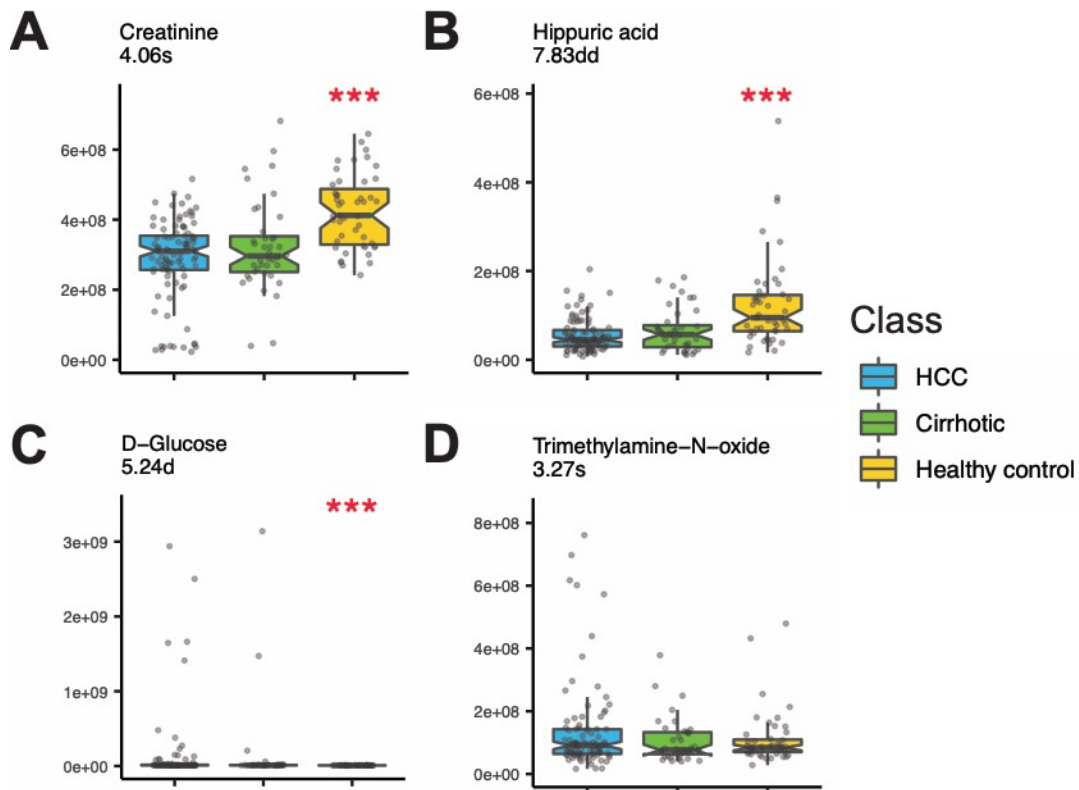 A
Creatinine
4.06s
***
6e+08
4e+08
2e+08
0e+00
B
Hippuric acid
7.83dd
***
6e+08
4e+08
2e+08
0e+00
C
D−Glucose
5.24d
***
3e+09
2e+09
1e+09
0e+00
D
Trimethylamine−N−oxide
3.27s
8e+08
6e+08
4e+08
2e+08
0e+00
Class
HCC
Cirrhotic
Healthy control